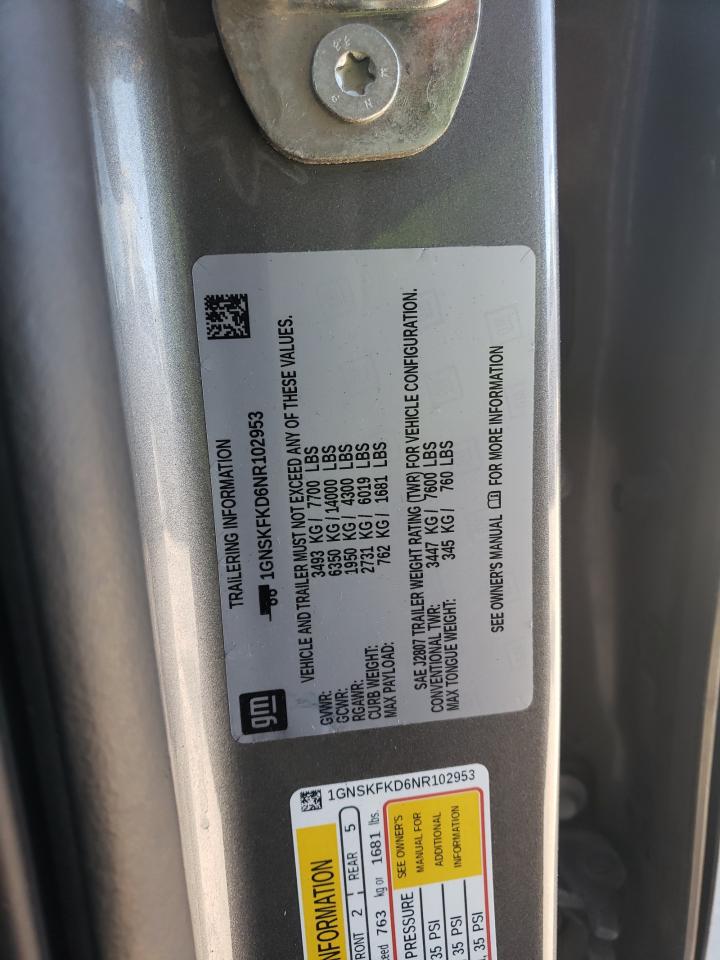 TRAILERING INFORMATION
1GNSKFKD6NR102953
gm
VEHICLE AND TRAILER MUST NOT EXCEED ANY OF THESE VALUES.
GVWR: 3493 KG / 7700 LBS
GCWR: 6350 KG / 14000 LBS
RGAWR: 1950 KG / 4300 LBS
CURB WEIGHT: 2731 KG / 6019 LBS
MAX PAYLOAD: 762 KG / 1681 LBS
SAE J2807 TRAILER WEIGHT RATING (TWR) FOR VEHICLE CONFIGURATION.
CONVENTIONAL TWR: 3447 KG / 7600 LBS
MAX TONGUE WEIGHT: 345 KG / 760 LBS
SEE OWNER'S MANUAL FOR MORE INFORMATION
1GNSKFKD6NR102953
NFORMATION
RONT 2 REAR 5
eed 763 kg or 1681 lbs.
PRESSURE
35 PSI
35 PSI
35 PSI
SEE OWNER'S
MANUAL FOR
ADDITIONAL
INFORMATION